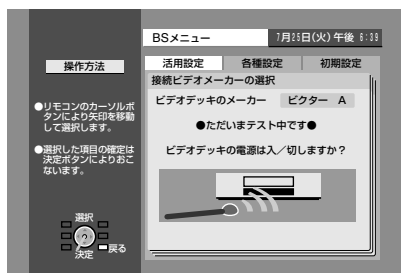 BSメニュー
7月25日(火)午後 6:39
操作方法
活用設定 各種設定 初期設定
接続ビデオメーカーの選択
ビデオデッキのメーカー ビクター A
●リモコンのカーソルボ
タンにより矢印を移動
して選択します。
●ただいまテスト中です●
●選択した項目の確定は
決定ボタンによりおこ
ないます。
ビデオデッキの電源は入／切しますか？
選択
戻る
決定